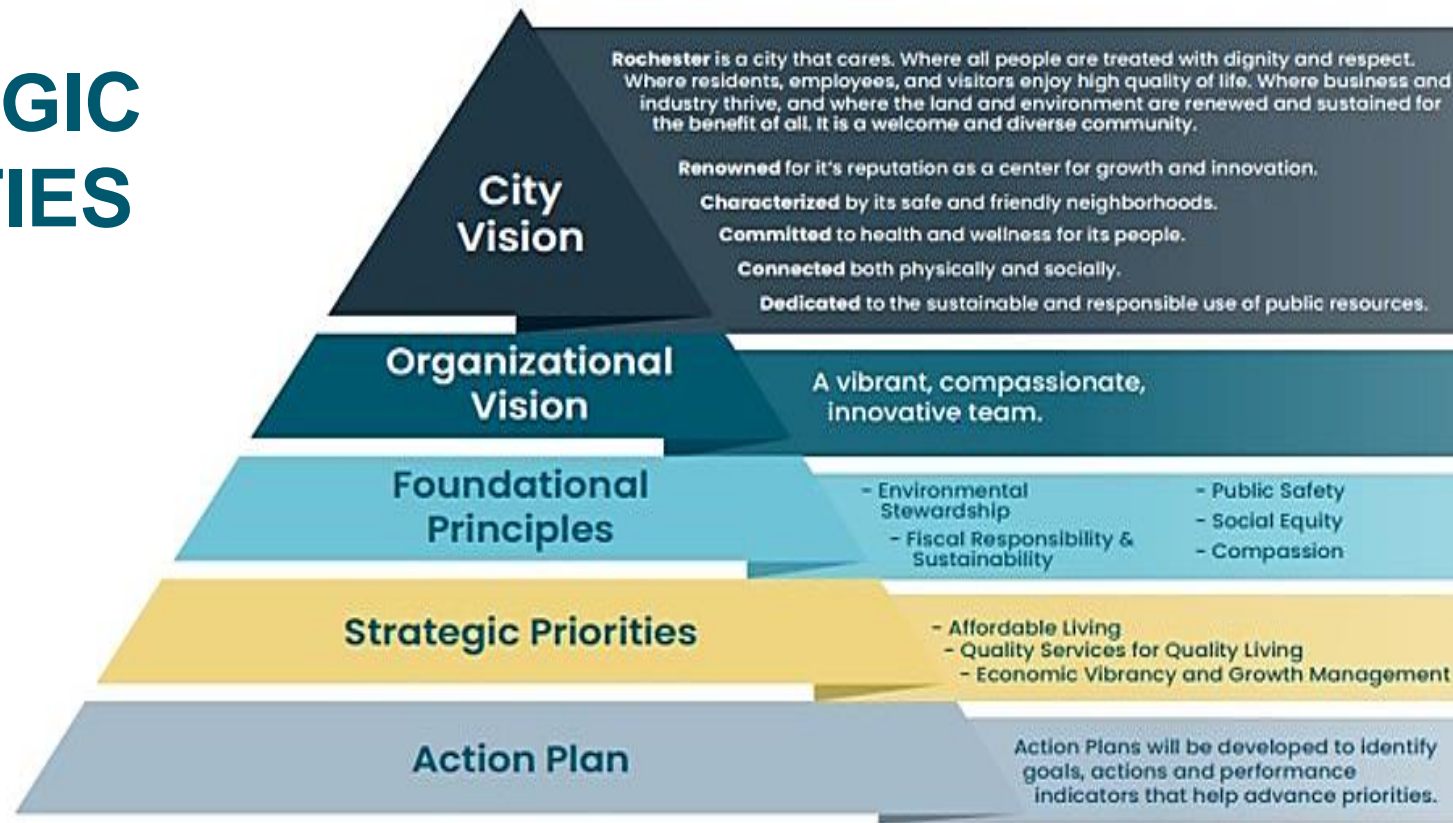 GIC
TIES
City
Vision
Rochester is a city that cares. Where all people are treated with dignity and respect.
Where residents, employees, and visitors enjoy high quality of life. Where business and
industry thrive, and where the land and environment are renewed and sustained for
the benefit of all. It is a welcome and diverse community.
Renowned for it's reputation as a center for growth and innovation.
Characterized by its safe and friendly neighborhoods.
Committed to health and wellness for its people.
Connected both physically and socially.
Dedicated to the sustainable and responsible use of public resources.
Organizational
Vision
A vibrant, compassionate,
innovative team.
Foundational
Principles
- Environmental
Stewardship
- Fiscal Responsibility &
Sustainability
- Public Safety
- Social Equity
- Compassion
Strategic Priorities
- Affordable Living
- Quality Services for Quality Living
- Economic Vibrancy and Growth Management
Action Plan
Action Plans will be developed to identify
goals, actions and performance
indicators that help advance priorities.